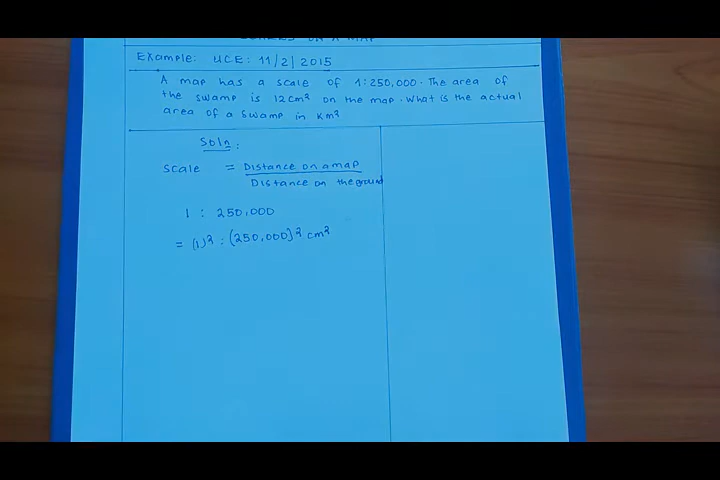 Example: UCE: 11/2/2015
A map has a scale of 1:250,000. The area of
the swamp is 12cm² on the map. What is the actual
area of a swamp in Km²
Soln:
Scale = Distance on a map
Distance on the ground
1 : 250,000
= (1)² : (250,000)² cm²